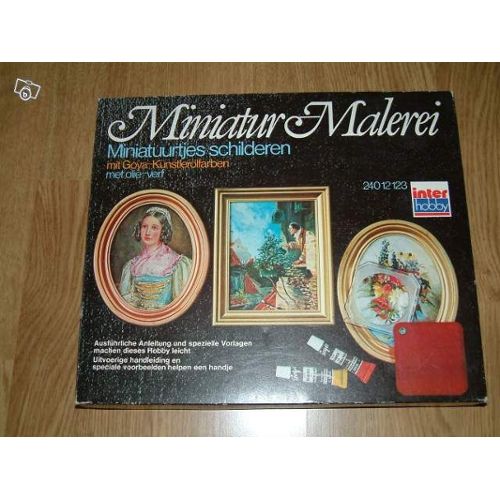 Miniatur-Malerei
Miniatuurtjes schilderen
mit Goya-Künstlerölfarben
met olie-verf
240 12 123
inter
hobby
Ausführliche Anleitung und spezielle Vorlagen
machen dieses Hobby leicht
Uitvoerige handleiding en
speciale voorbeelden helpen een handje